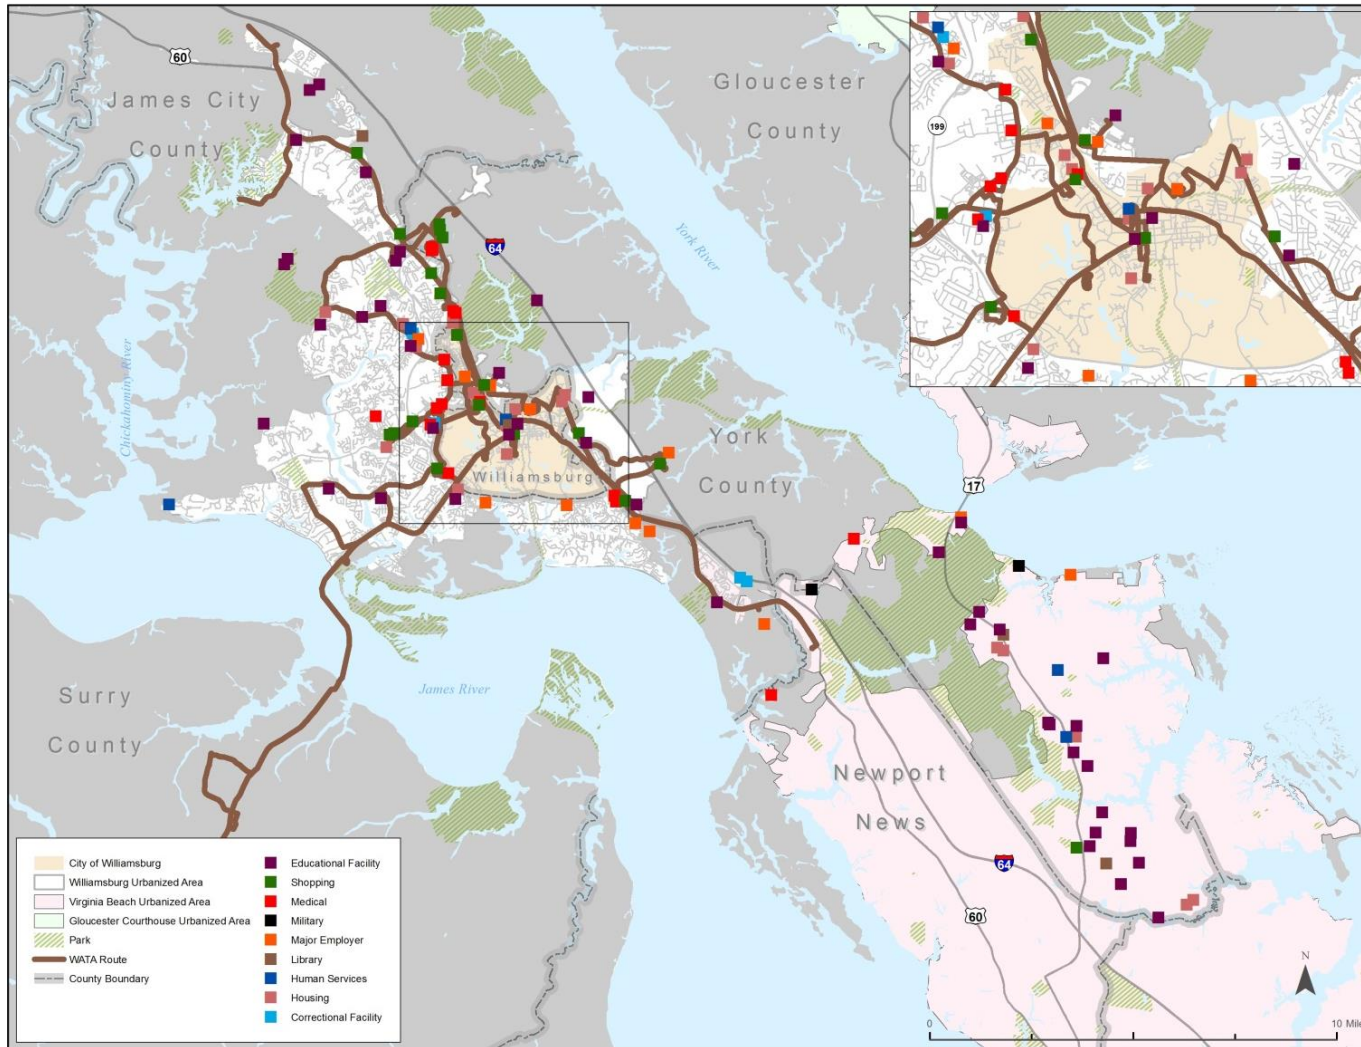 60
James City
County
Gloucester
County
64
York River
199
Chickahominy River
York
County
Williamsburg
17
James River
Surry
County
Newport
News
64
60
N
0
10 Mile
City of Williamsburg
Williamsburg Urbanized Area
Virginia Beach Urbanized Area
Gloucester Courthouse Urbanized Area
Park
WATA Route
County Boundary
Educational Facility
Shopping
Medical
Military
Major Employer
Library
Human Services
Housing
Correctional Facility